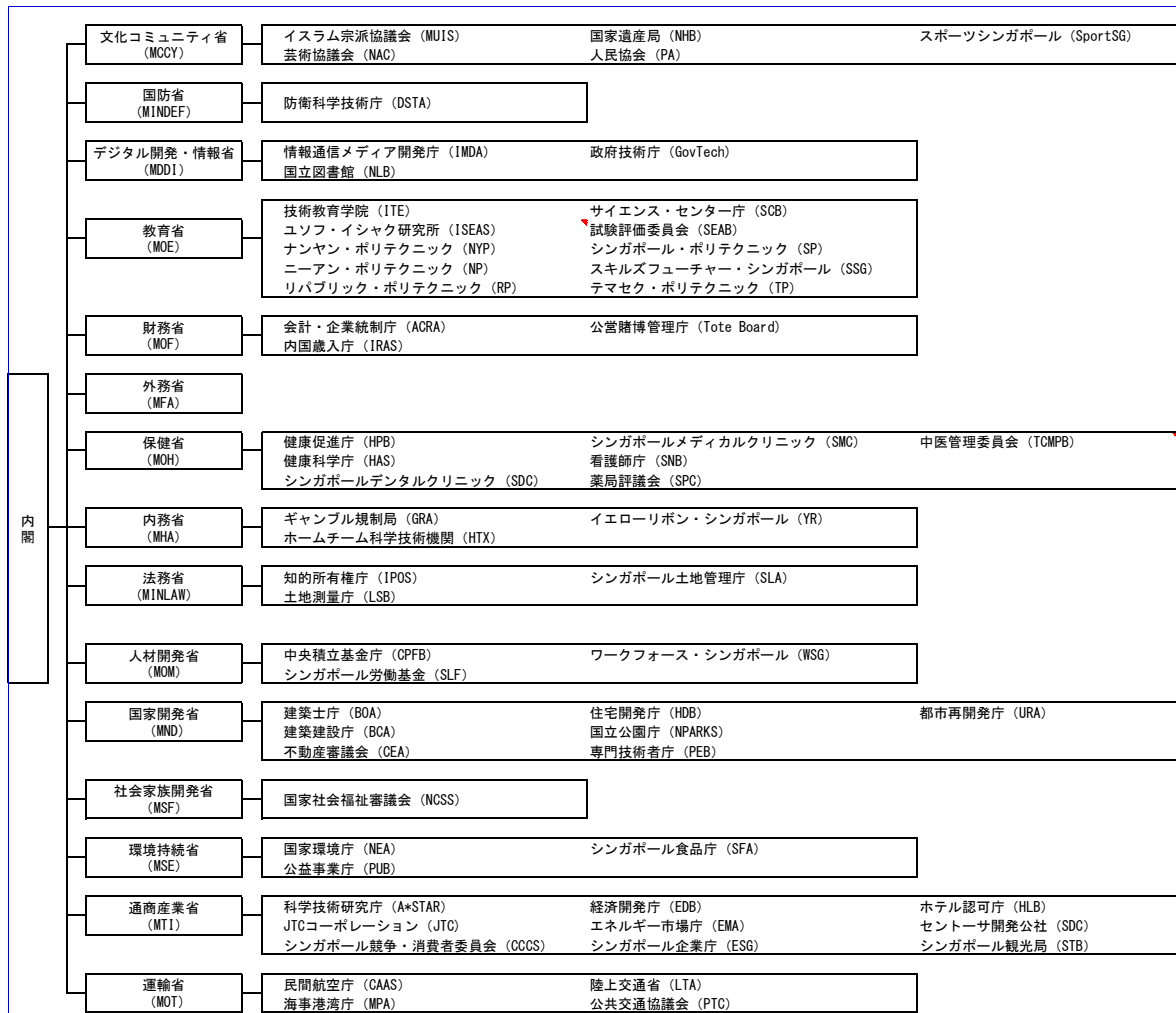 文化コミュニティ省
(MCCY)
イスラム宗派協議会（MUIS） 国家遺産局（NHB） スポーツシンガポール（SportSG）
芸術協議会（NAC） 人民協会（PA）
国防省
(MINDEF)
防衛科学技術庁（DSTA）
デジタル開発・情報省
(MDDI)
情報通信メディア開発庁（IMDA） 政府技術庁（GovTech）
国立図書館（NLB）
教育省
(MOE)
技術教育学院（ITE） サイエンス・センター庁（SCB）
ユソフ・イシャク研究所（ISEAS） 試験評価委員会（SEAB）
ナンヤン・ポリテクニック（NYP） シンガポール・ポリテクニック（SP）
ニーアン・ポリテクニック（NP） スキルズフューチャー・シンガポール（SSG）
リパブリック・ポリテクニック（RP） テマセク・ポリテクニック（TP）
財務省
(MOF)
会計・企業統制庁（ACRA） 公営賭博管理庁（Tote Board）
内国歳入庁（IRAS）
外務省
(MFA)
保健省
(MOH)
健康促進庁（HPB） シンガポールメディカルクリニック（SMC） 中医管理委員会（TCMPB）
健康科学庁（HAS） 看護師庁（SNB）
シンガポールデンタルクリニック（SDC） 薬局評議会（SPC）
内閣
内務省
(MHA)
ギャンブル規制局（GRA） イエローリボン・シンガポール（YR）
ホームチーム科学技術機関（HTX）
法務省
(MINLAW)
知的所有権庁（IPOS） シンガポール土地管理庁（SLA）
土地測量庁（LSB）
人材開発省
(MOM)
中央積立基金庁（CPFB） ワークフォース・シンガポール（WSG）
シンガポール労働基金（SLF）
国家開発省
(MND)
建築士庁（BOA） 住宅開発庁（HDB） 都市再開発庁（URA）
建築建設庁（BCA） 国立公園庁（NPARKS）
不動産審議会（CEA） 専門技術者庁（PEB）
社会家族開発省
(MSF)
国家社会福祉審議会（NCSS）
環境持続省
(MSE)
国家環境庁（NEA） シンガポール食品庁（SFA）
公益事業庁（PUB）
通商産業省
(MTI)
科学技術研究庁（A*STAR） 経済開発庁（EDB） ホテル認可庁（HLB）
JTCコーポレーション（JTC) エネルギー市場庁（EMA） セントーサ開発公社（SDC）
シンガポール競争・消費者委員会（CCCS） シンガポール企業庁（ESG） シンガポール観光局（STB）
運輸省
(MOT)
民間航空庁（CAAS） 陸上交通省（LTA）
海事港湾庁（MPA） 公共交通協議会（PTC）